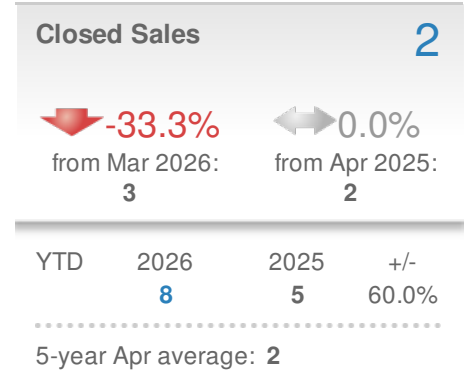 Closed Sales 2
-33.3% 0.0%
from Mar 2026: from Apr 2025:
3 2
YTD 2026 2025 +/-
8 5 60.0%
5-year Apr average: 2